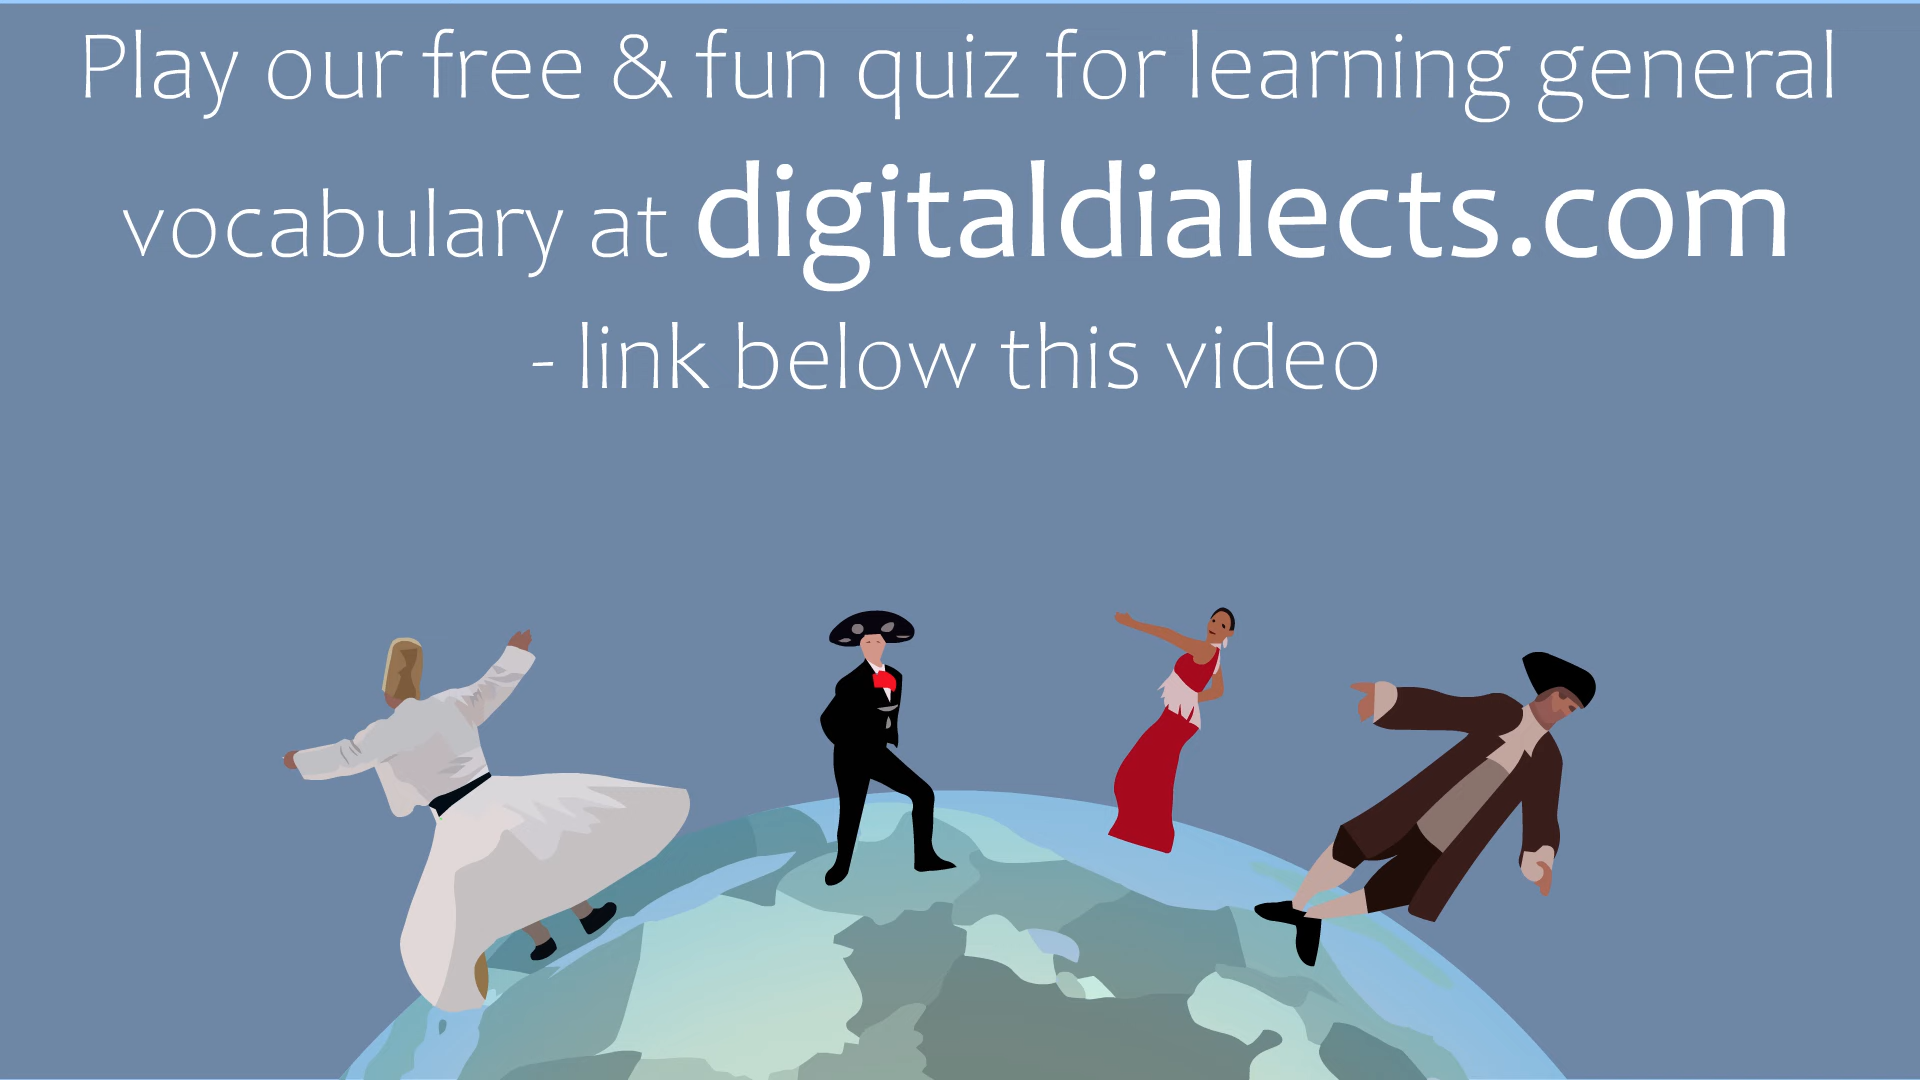 Play our free & fun quiz for learning general
vocabulary at digitaldialects.com
- link below this video